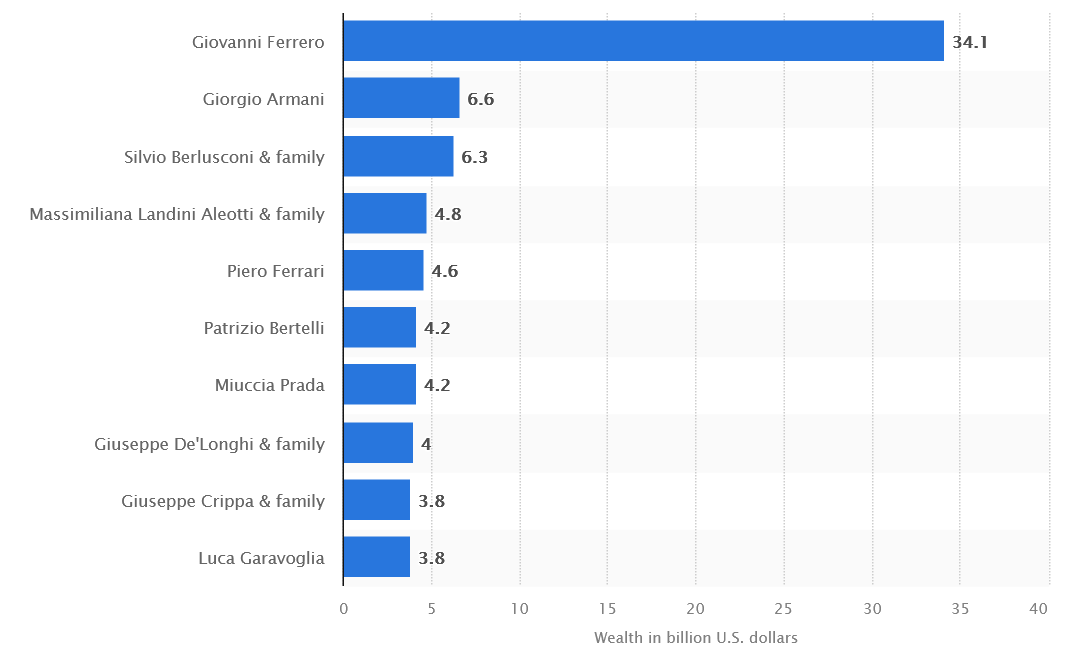 Giovanni Ferrero 34.1
Giorgio Armani 6.6
Silvio Berlusconi & family 6.3
Massimiliana Landini Aleotti & family 4.8
Piero Ferrari 4.6
Patrizio Bertelli 4.2
Miuccia Prada 4.2
Giuseppe De'Longhi & family 4
Giuseppe Crippa & family 3.8
Luca Garavoglia 3.8
0 5 10 15 20 25 30 35 40
Wealth in billion U.S. dollars